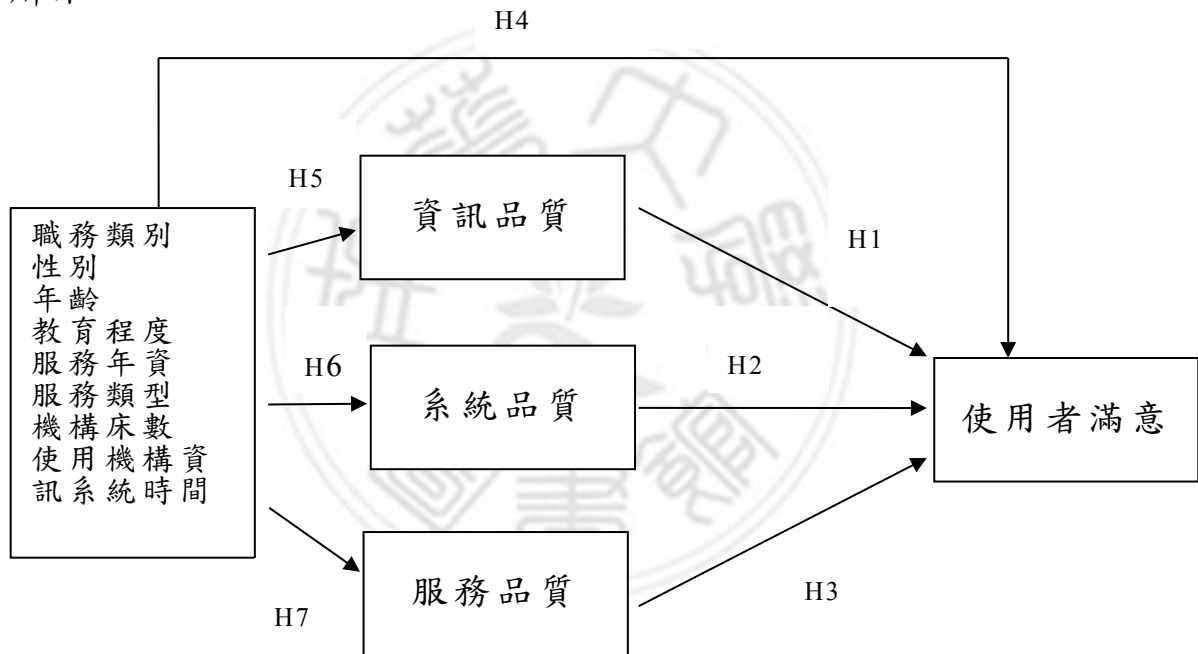 H4
H5
資訊品質
H1
職務類別
性別
年齡
教育程度
服務年資
服務類型
機構床數
使用機構資
訊系統時間
H6
系統品質
H2
使用者滿意
服務品質
H7
H3